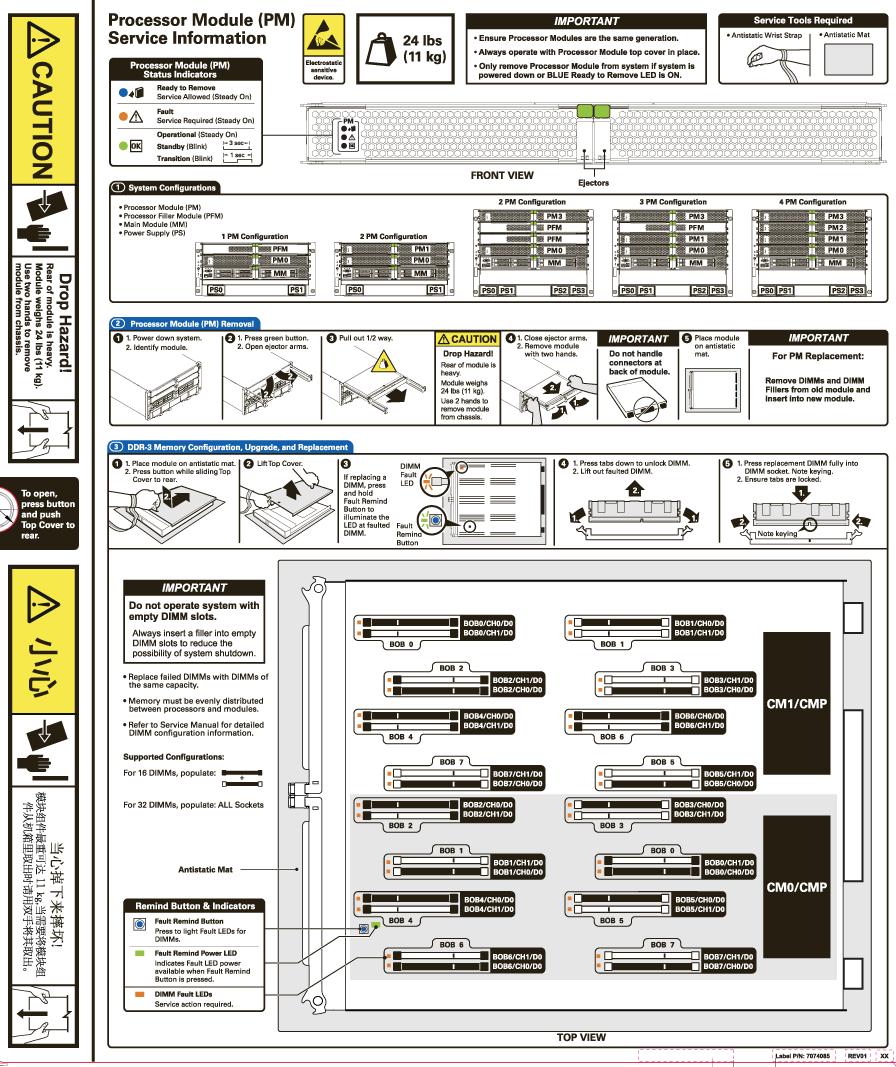 CAUTION
Drop Hazard!
Rear of module is heavy.
Module weighs 24 lbs (11 kg).
Use two hands to remove
module from chassis.
To open,
press button
and push
Top Cover to
rear.
小心
当心掉下来摔坏!
模块组件最重可达 11 kg,当需要将模块组
件从机箱里取出时请用双手将其取出。
Processor Module (PM)
Service Information
Electrostatic
sensitive
device.
24 lbs
(11 kg)
IMPORTANT
• Ensure Processor Modules are the same generation.
• Always operate with Processor Module top cover in place.
• Only remove Processor Module from system if system is
powered down or BLUE Ready to Remove LED is ON.
Service Tools Required
• Antistatic Wrist Strap
• Antistatic Mat
Processor Module (PM)
Status Indicators
Ready to Remove
Service Allowed (Steady On)
Fault
Service Required (Steady On)
OK
Operational (Steady On)
Standby (Blink)
3 sec
Transition (Blink)
1 sec
PM
OK
FRONT VIEW
Ejectors
1 System Configurations
• Processor Module (PM)
• Processor Filler Module (PFM)
• Main Module (MM)
• Power Supply (PS)
1 PM Configuration
PFM
PM0
MM
PS0 PS1
2 PM Configuration
PM1
PM0
MM
PS0 PS1
2 PM Configuration
PM3
PFM
PFM
PM0
MM
PS0 PS1 PS2 PS3
3 PM Configuration
PM3
PFM
PM1
PM0
MM
PS0 PS1 PS2 PS3
4 PM Configuration
PM3
PM2
PM1
PM0
MM
PS0 PS1 PS2 PS3
2 Processor Module (PM) Removal
1 1. Power down system.
2. Identify module.
2 1. Press green button.
2. Open ejector arms.
2.
1.
2.
3 Pull out 1/2 way.
CAUTION
Drop Hazard!
Rear of module is
heavy.
Module weighs
24 lbs (11 kg).
Use 2 hands to
remove module
from chassis.
4 1. Close ejector arms.
2. Remove module
with two hands.
2.
1.
1.
IMPORTANT
Do not handle
connectors at
back of module.
5 Place module
on antistatic
mat.
IMPORTANT
For PM Replacement:
Remove DIMMs and DIMM
Fillers from old module and
insert into new module.
3 DDR-3 Memory Configuration, Upgrade, and Replacement
1 1. Place module on antistatic mat.
2. Press button while sliding Top
Cover to rear.
2.
2 Lift Top Cover.
3
If replacing a
DIMM, press
and hold
Fault Remind
Button to
illuminate the
LED at faulted
DIMM.
DIMM
Fault
LED
Fault
Remind
Button
4 1. Press tabs down to unlock DIMM.
2. Lift out faulted DIMM.
2.
1.
1.
5 1. Press replacement DIMM fully into
DIMM socket. Note keying.
2. Ensure tabs are locked.
1.
2.
2.
Note keying
IMPORTANT
Do not operate system with
empty DIMM slots.
Always insert a filler into empty
DIMM slots to reduce the
possibility of system shutdown.
• Replace failed DIMMs with DIMMs of
the same capacity.
• Memory must be evenly distributed
between processors and modules.
• Refer to Service Manual for detailed
DIMM configuration information.
Supported Configurations:
For 16 DIMMs, populate:
+
For 32 DIMMs, populate: ALL Sockets
Antistatic Mat
Remind Button & Indicators
Fault Remind Button
Press to light Fault LEDs for
DIMMs.
Fault Remind Power LED
Indicates Fault LED power
available when Fault Remind
Button is pressed.
DIMM Fault LEDs
Service action required.
BOB0/CH0/D0
BOB0/CH1/D0
BOB 0
BOB1/CH0/D0
BOB1/CH1/D0
BOB 1
BOB 2
BOB2/CH1/D0
BOB2/CH0/D0
BOB 3
BOB3/CH1/D0
BOB3/CH0/D0
BOB4/CH0/D0
BOB4/CH1/D0
BOB 4
BOB6/CH0/D0
BOB6/CH1/D0
BOB 6
BOB 7
BOB7/CH1/D0
BOB7/CH0/D0
BOB 5
BOB5/CH1/D0
BOB5/CH0/D0
CM1/CMP
BOB2/CH0/D0
BOB2/CH1/D0
BOB 2
BOB3/CH0/D0
BOB3/CH1/D0
BOB 3
BOB 1
BOB1/CH1/D0
BOB1/CH0/D0
BOB 0
BOB0/CH1/D0
BOB0/CH0/D0
BOB4/CH0/D0
BOB4/CH1/D0
BOB 4
BOB5/CH0/D0
BOB5/CH1/D0
BOB 5
BOB 6
BOB6/CH1/D0
BOB6/CH0/D0
BOB 7
BOB7/CH1/D0
BOB7/CH0/D0
CM0/CMP
TOP VIEW
Label P/N: 7074085 REV01 XX